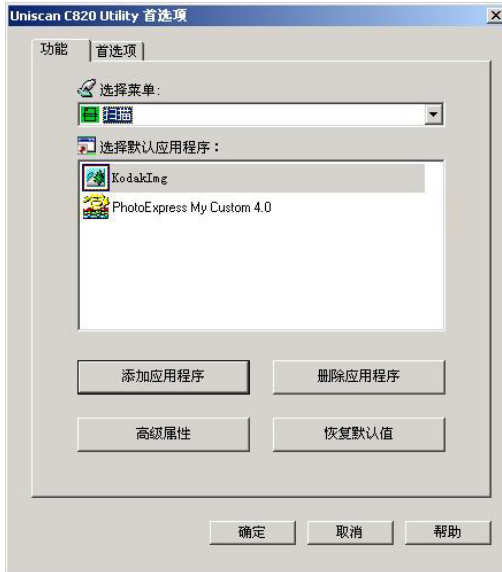 Uniscan C820 Utility 首选项
功能 首选项
选择菜单:
扫描
选择默认应用程序：
KodakImg
PhotoExpress My Custom 4.0
添加应用程序 删除应用程序
高级属性 恢复默认值
确定 取消 帮助